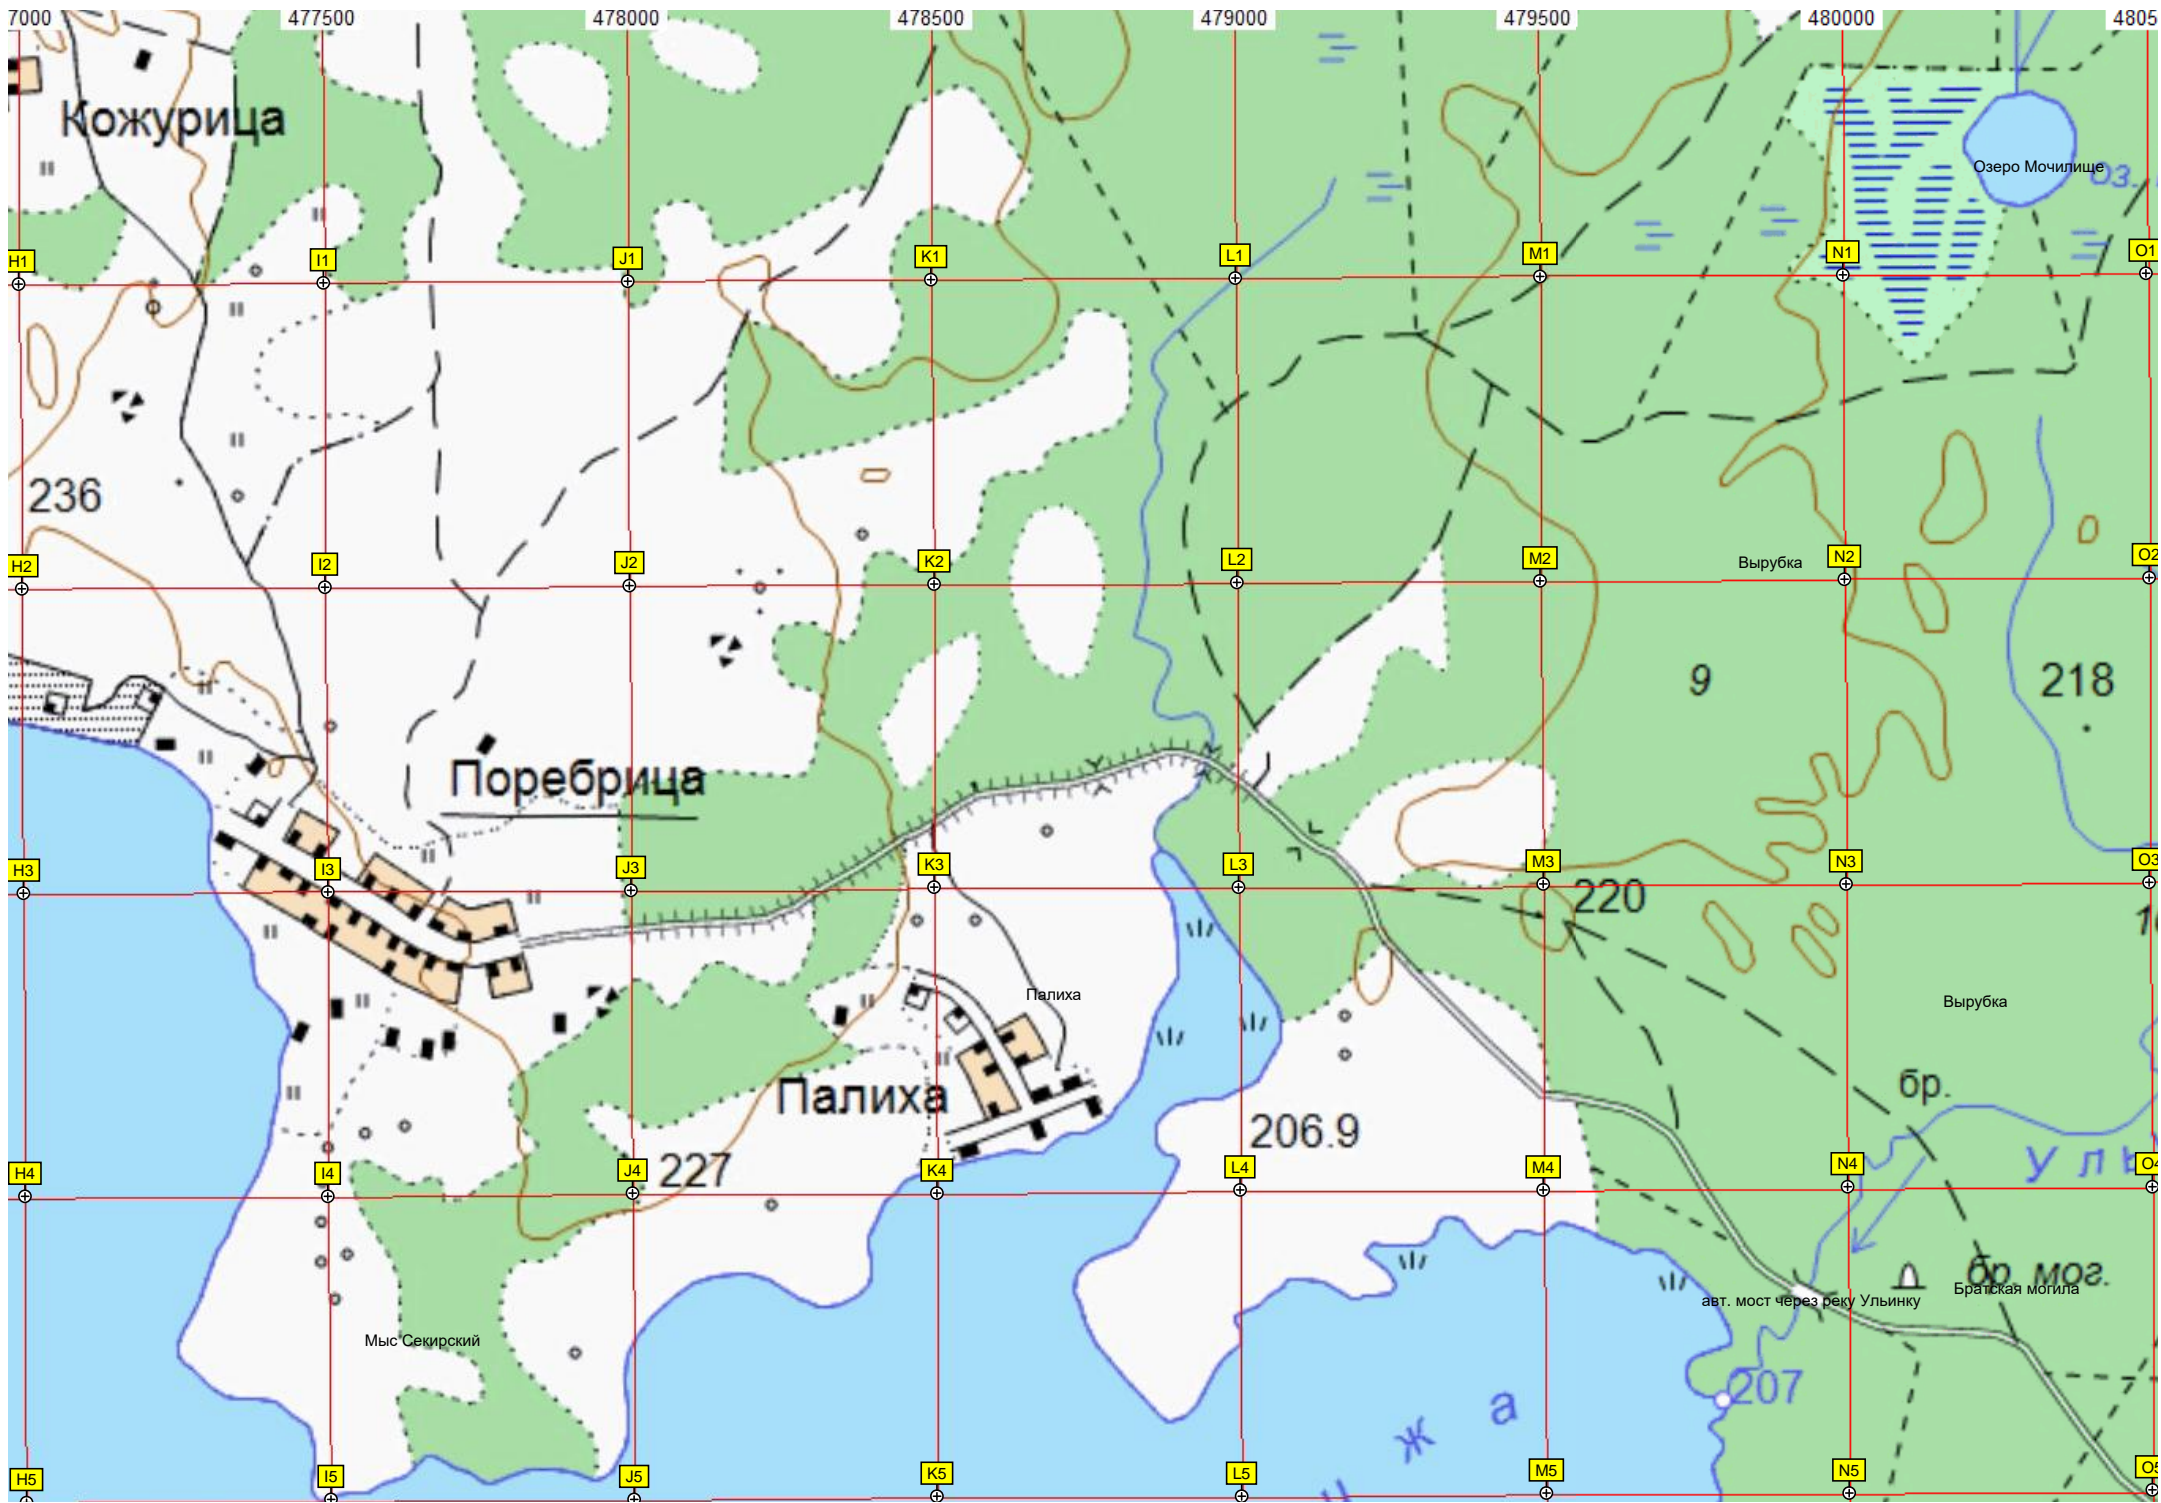 7000 477500 478000 478500 479000 479500 480000 4805
Кожурица
Озеро Мочилище
оз.
H1 I1 J1 K1 L1 M1 N1 O1
236
H2 I2 J2 K2 L2 M2 Вырубка N2 O2
9
218
Поребрица
H3 I3 J3 K3 L3 M3 N3 O3
220
Палиха
Вырубка
Палиха
бр.
206.9
227
H4 I4 J4 K4 L4 M4 N4 O4
бр. мог.
Братская могила
авт. мост через реку Ульинку
Мыс Секирский
207
ж а
H5 I5 J5 K5 L5 M5 N5 O5